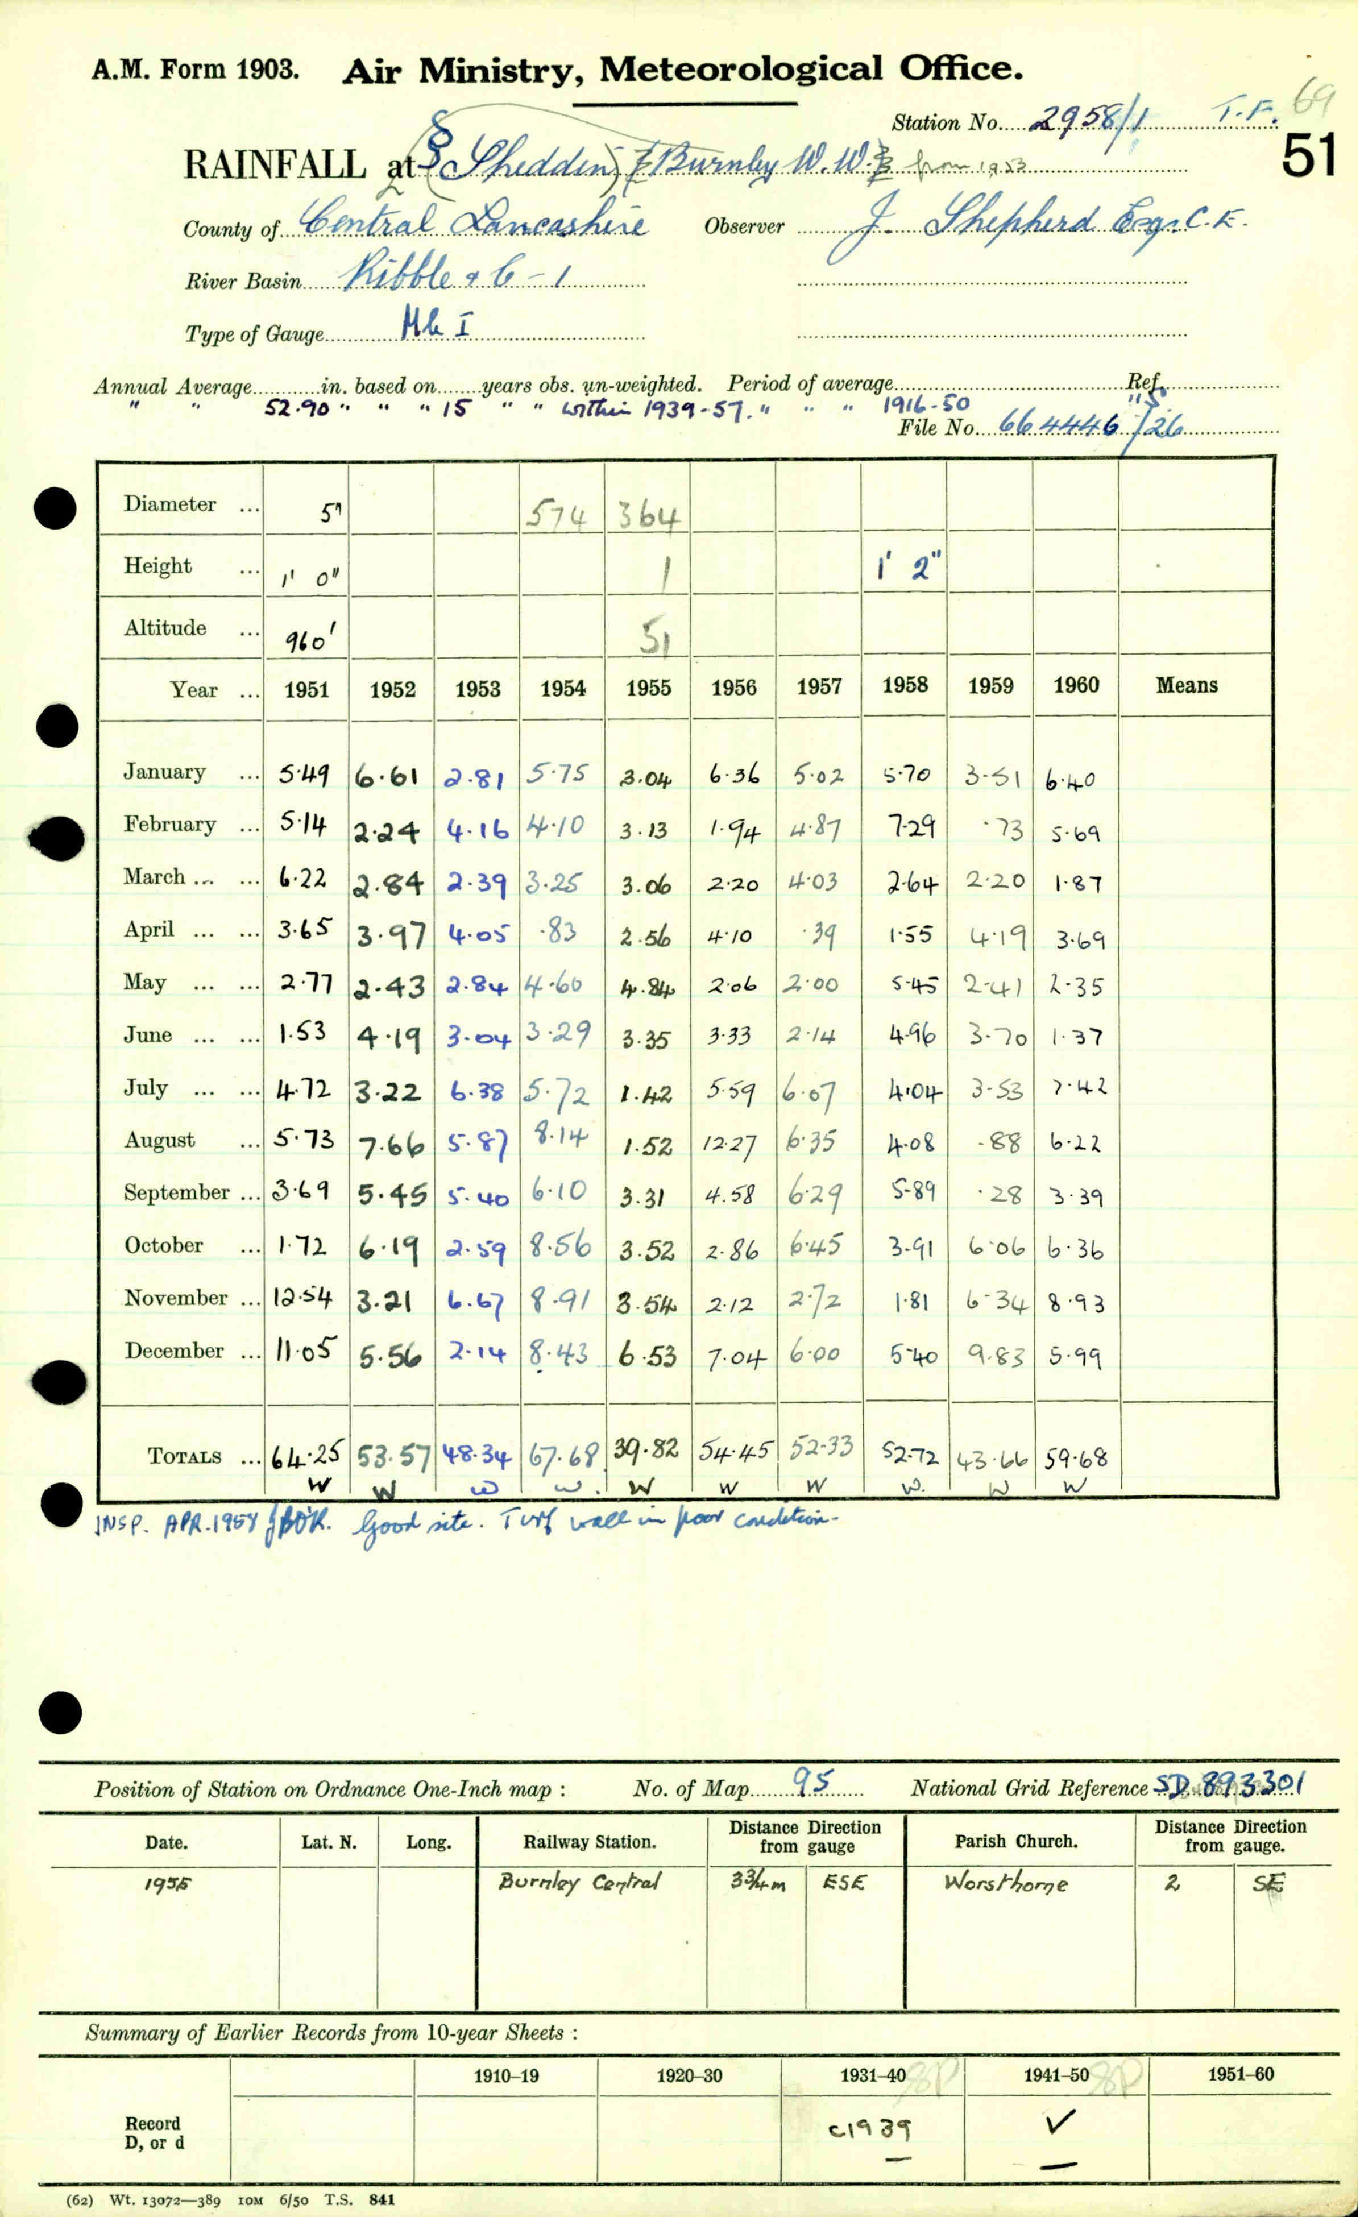 A.M. Form 1903. Air Ministry, Meteorological Office.
Station No. 2958/1 T.F. 69
51
RAINFALL at § (Shedden) [Burnley W.W.] from 1953
County of Central Lancashire Observer J. Shepherd Esq. C.E.
River Basin Ribble & C-1
Type of Gauge Mk I
Annual Average in. based on years obs. un-weighted. Period of average Ref.
" " 52.90 " " " 15 " " within 1939-57. " " " 1916-50 "S".
File No. 664446/26
Diameter ... 5" 574 364
Height ... 1' 0" 1 1' 2"
Altitude ... 960' 51
Year ... 1951 1952 1953 1954 1955 1956 1957 1958 1959 1960 Means
January ... 5.49 6.61 2.81 5.75 3.04 6.36 5.02 5.70 3.51 6.40
February ... 5.14 2.24 4.16 4.10 3.13 1.94 4.87 7.29 .73 5.69
March ... ... 6.22 2.84 2.39 3.25 3.06 2.20 4.03 2.64 2.20 1.87
April ... ... 3.65 3.97 4.05 .83 2.56 4.10 .39 1.55 4.19 3.69
May ... ... 2.77 2.43 2.84 4.60 4.84 2.06 2.00 5.45 2.41 2.35
June ... ... 1.53 4.19 3.04 3.29 3.35 3.33 2.14 4.96 3.70 1.37
July ... ... 4.72 3.22 6.38 5.72 1.42 5.59 6.07 4.04 3.53 7.42
August ... 5.73 7.66 5.87 8.14 1.52 12.27 6.35 4.08 .88 6.22
September ... 3.69 5.45 5.40 6.10 3.31 4.58 6.29 5.89 .28 3.39
October ... 1.72 6.19 2.59 8.56 3.52 2.86 6.45 3.91 6.06 6.36
November ... 12.54 3.21 6.67 8.91 3.54 2.12 2.72 1.81 6.34 8.93
December ... 11.05 5.56 2.14 8.43 6.53 7.04 6.00 5.40 9.83 5.99
TOTALS ... 64.25 53.57 48.34 67.68 39.82 54.45 52.33 52.72 43.66 59.68
W W W W. W W W W. W W
INSP. APR. 1958 Good site. Turf wall in poor condition.
Position of Station on Ordnance One-Inch map : No. of Map 95 National Grid Reference SD 893301
Date. Lat. N. Long. Railway Station. Distance from Direction gauge Parish Church. Distance from Direction gauge.
1955 Burnley Central 3¾m ESE Worsthorne 2 SE
Summary of Earlier Records from 10-year Sheets :
1910–19 1920–30 1931–40 1941–50 1951–60
8P 8P
Record D, or d c1939 ✓
(62) Wt. 13072—389 10M 6/50 T.S. 841